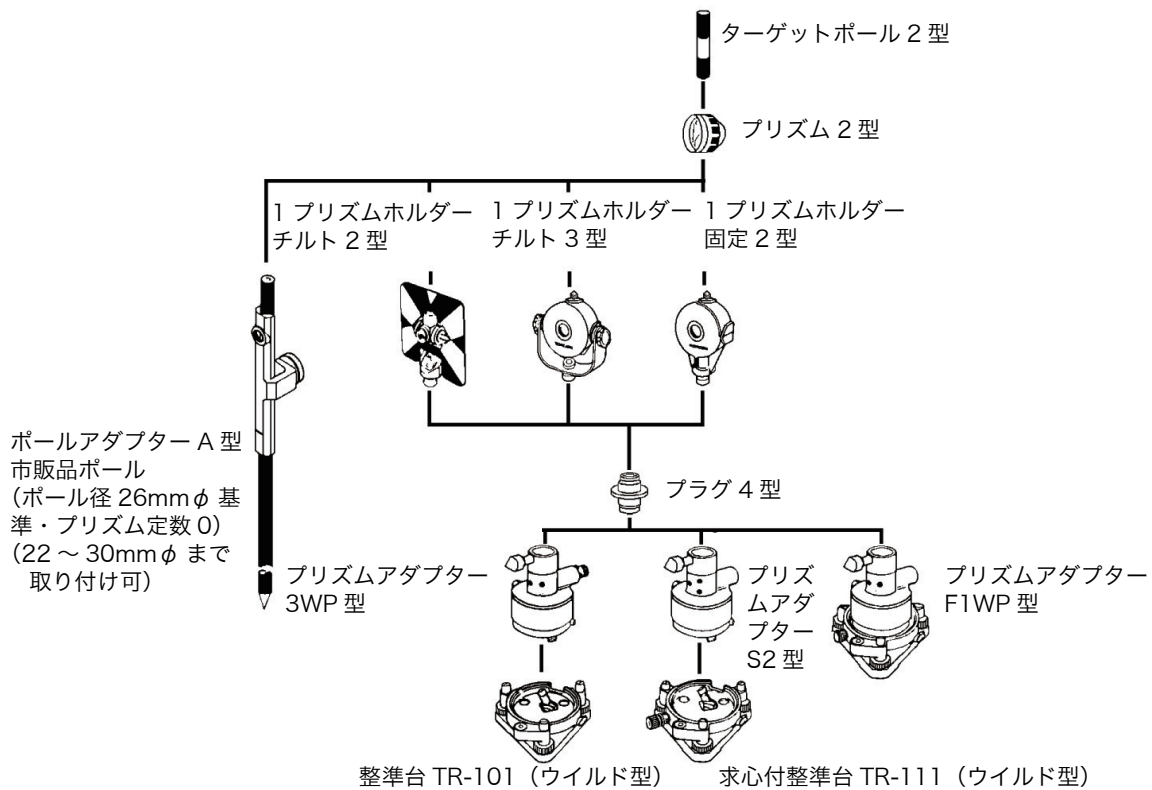 ターゲットポール 2 型
プリズム 2 型
1 プリズムホルダー
チルト 2 型
1 プリズムホルダー
チルト 3 型
1 プリズムホルダー
固定 2 型
ポールアダプター A 型
市販品ポール
（ポール径 26mmφ 基
準・プリズム定数 0）
（22 ～ 30mmφ まで
取り付け可）
プラグ 4 型
プリズムアダプター
3WP 型
プリズ
ムアダ
プター
S2 型
プリズムアダプター
F1WP 型
整準台 TR-101（ウイルド型）
求心付整準台 TR-111（ウイルド型）